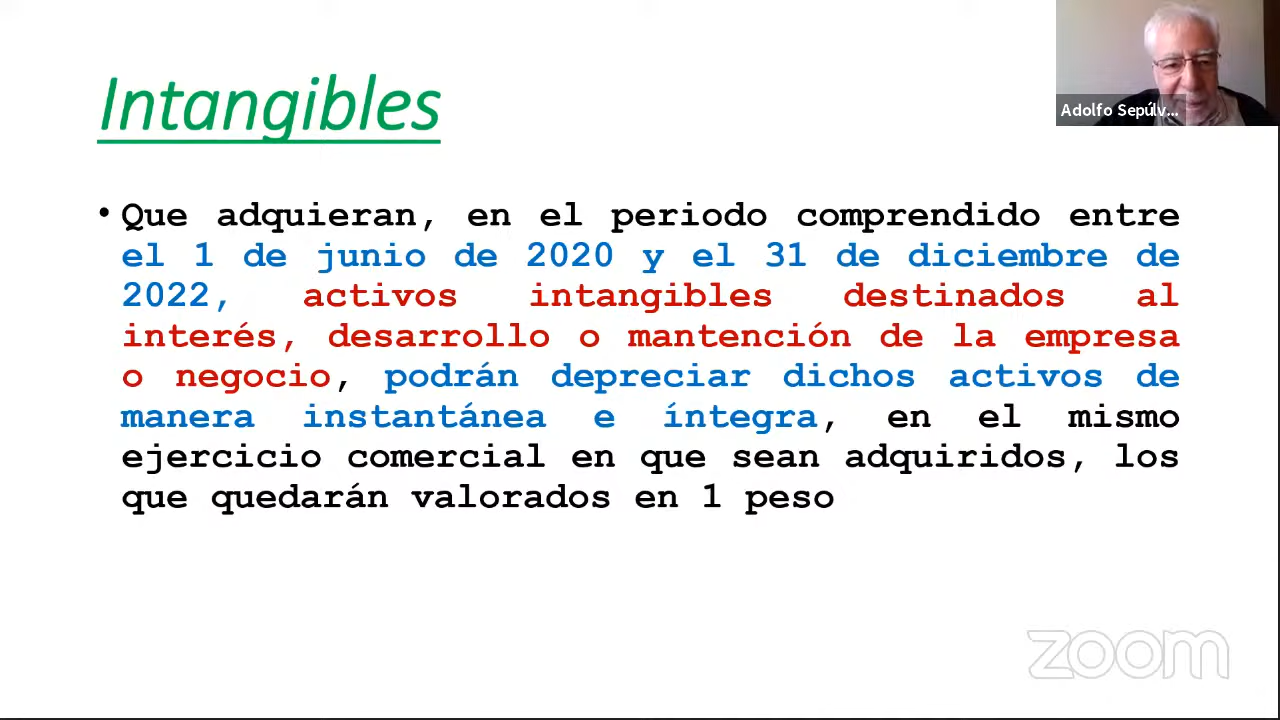 Intangibles
Adolfo Sepúlv...
• Que adquieran, en el periodo comprendido entre
el 1 de junio de 2020 y el 31 de diciembre de
2022, activos intangibles destinados al
interés, desarrollo o mantención de la empresa
o negocio, podrán depreciar dichos activos de
manera instantánea e íntegra, en el mismo
ejercicio comercial en que sean adquiridos, los
que quedarán valorados en 1 peso
zoom